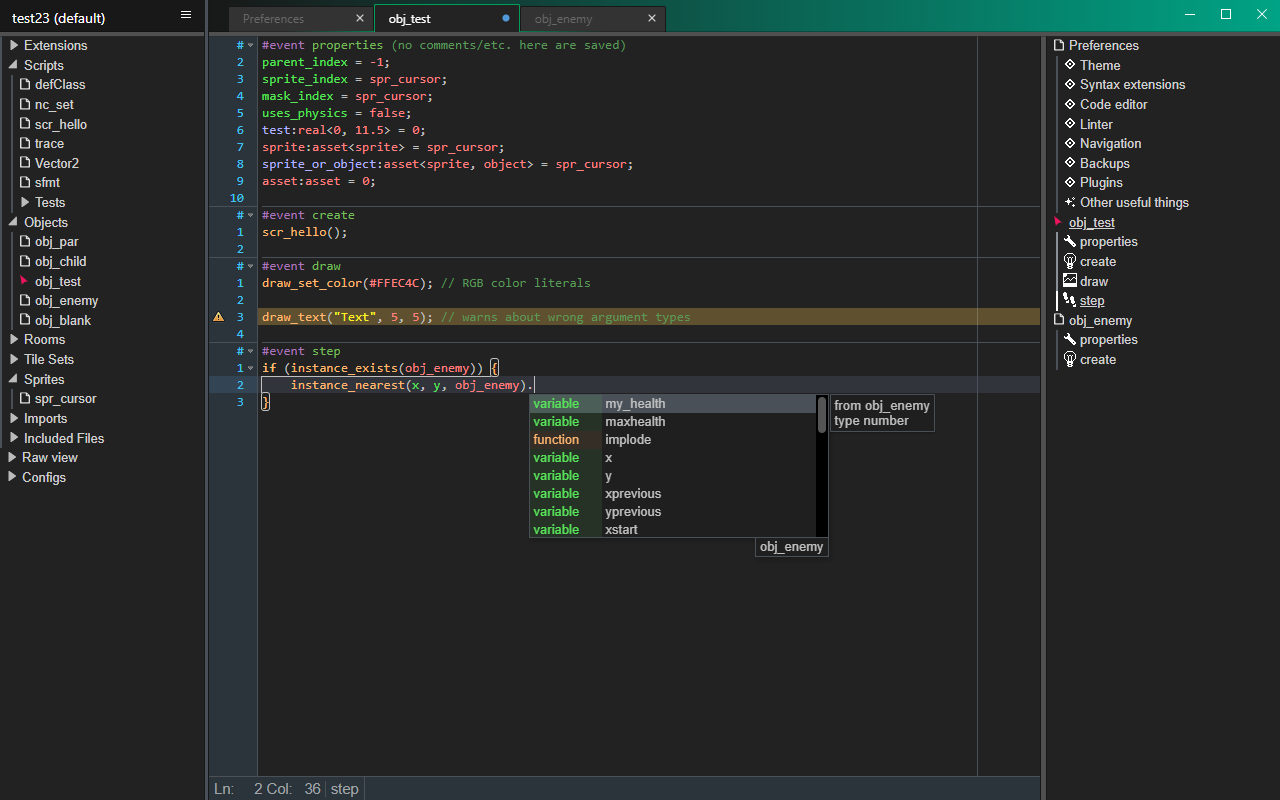 test23 (default)
Preferences
obj_test
obj_enemy
Extensions
Scripts
defClass
nc_set
scr_hello
trace
Vector2
sfmt
Tests
Objects
obj_par
obj_child
obj_test
obj_enemy
obj_blank
Rooms
Tile Sets
Sprites
spr_cursor
Imports
Included Files
Raw view
Configs
# #event properties (no comments/etc. here are saved)
2 parent_index = -1;
3 sprite_index = spr_cursor;
4 mask_index = spr_cursor;
5 uses_physics = false;
6 test:real<0, 11.5> = 0;
7 sprite:asset<sprite> = spr_cursor;
8 sprite_or_object:asset<sprite, object> = spr_cursor;
9 asset:asset = 0;
10
# #event create
1 scr_hello();
2
# #event draw
1 draw_set_color(#FFEC4C); // RGB color literals
2
3 draw_text("Text", 5, 5); // warns about wrong argument types
4
# #event step
1 if (instance_exists(obj_enemy)) {
2 instance_nearest(x, y, obj_enemy).
3 }
variable my_health
variable maxhealth
function implode
variable x
variable y
variable xprevious
variable yprevious
variable xstart
obj_enemy
from obj_enemy
type number
Preferences
Theme
Syntax extensions
Code editor
Linter
Navigation
Backups
Plugins
Other useful things
obj_test
properties
create
draw
step
obj_enemy
properties
create
Ln: 2 Col: 36 step